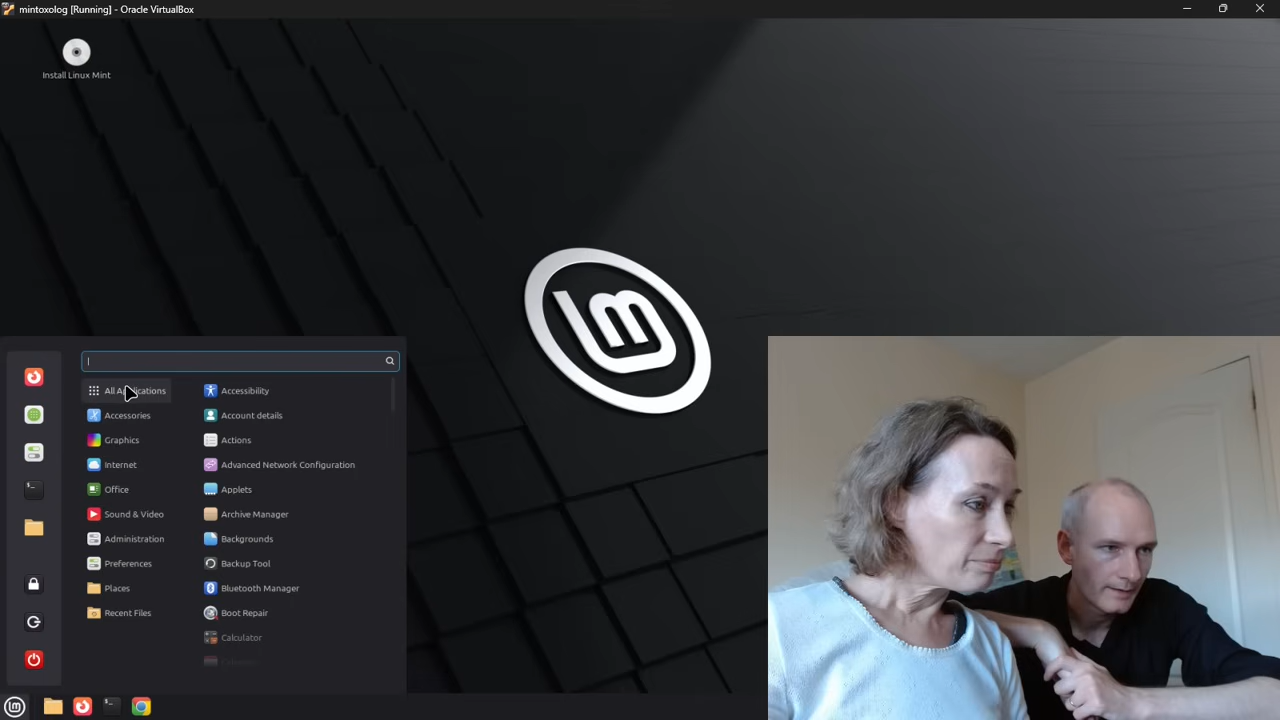 mintoxolog [Running] - Oracle VirtualBox
Install Linux Mint
All Applications
Accessories
Graphics
Internet
Office
Sound & Video
Administration
Preferences
Places
Recent Files
Accessibility
Account details
Actions
Advanced Network Configuration
Applets
Archive Manager
Backgrounds
Backup Tool
Bluetooth Manager
Boot Repair
Calculator